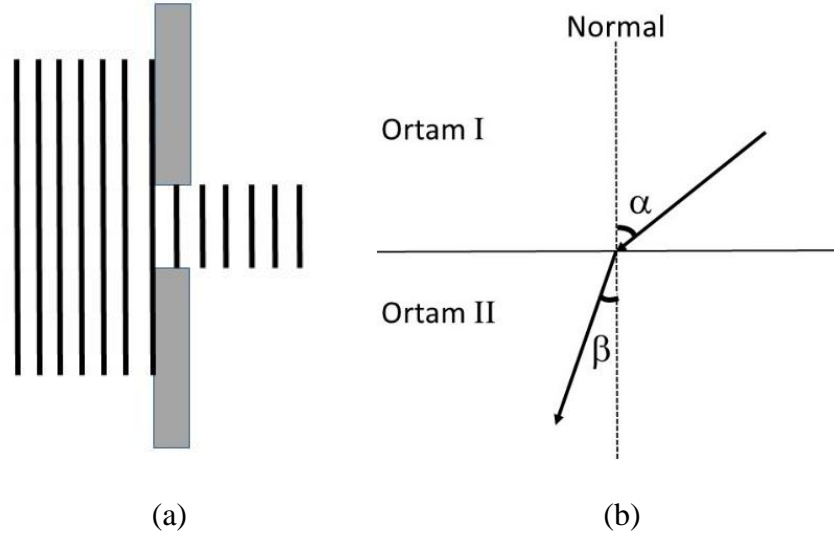 Normal
Ortam I
α
Ortam II
β
(a)
(b)